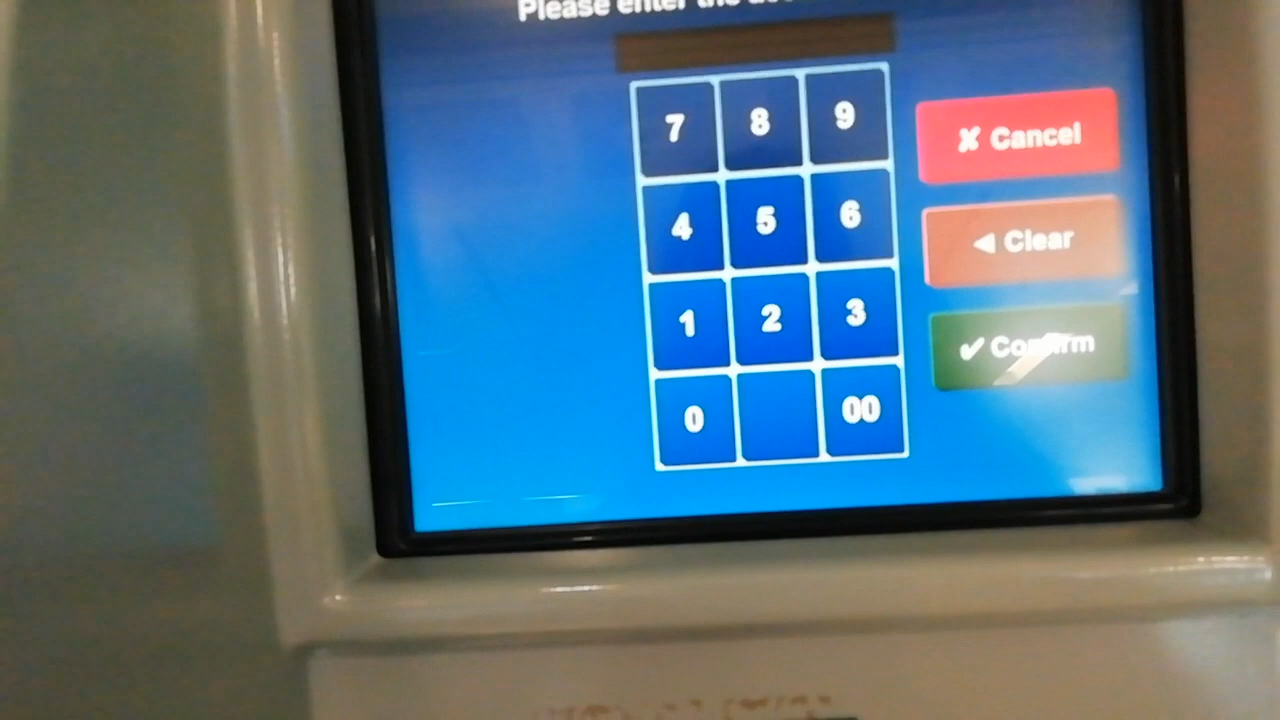 Please enter the
7 8 9
✘ Cancel
4 5 6
◀ Clear
1 2 3
✔ Confirm
0 00